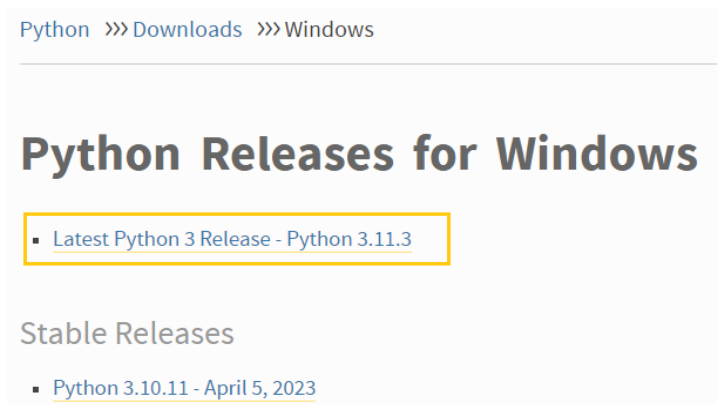 Python >>> Downloads >>> Windows
Python Releases for Windows
Latest Python 3 Release - Python 3.11.3
Stable Releases
Python 3.10.11 - April 5, 2023